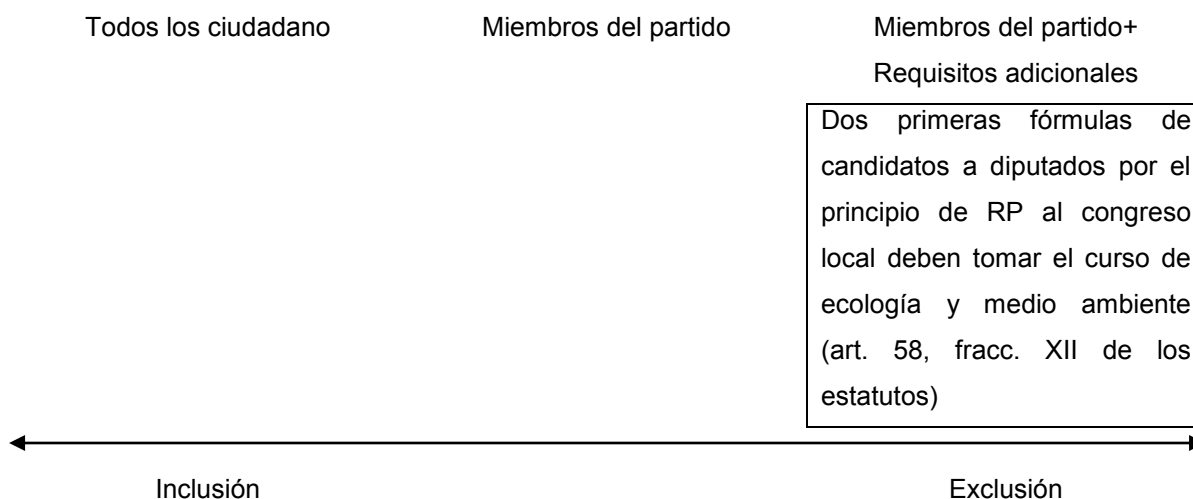 Todos los ciudadano
Miembros del partido
Miembros del partido+
Requisitos adicionales
Dos primeras fórmulas de
candidatos a diputados por el
principio de RP al congreso
local deben tomar el curso de
ecología y medio ambiente
(art. 58, fracc. XII de los
estatutos)
Inclusión
Exclusión